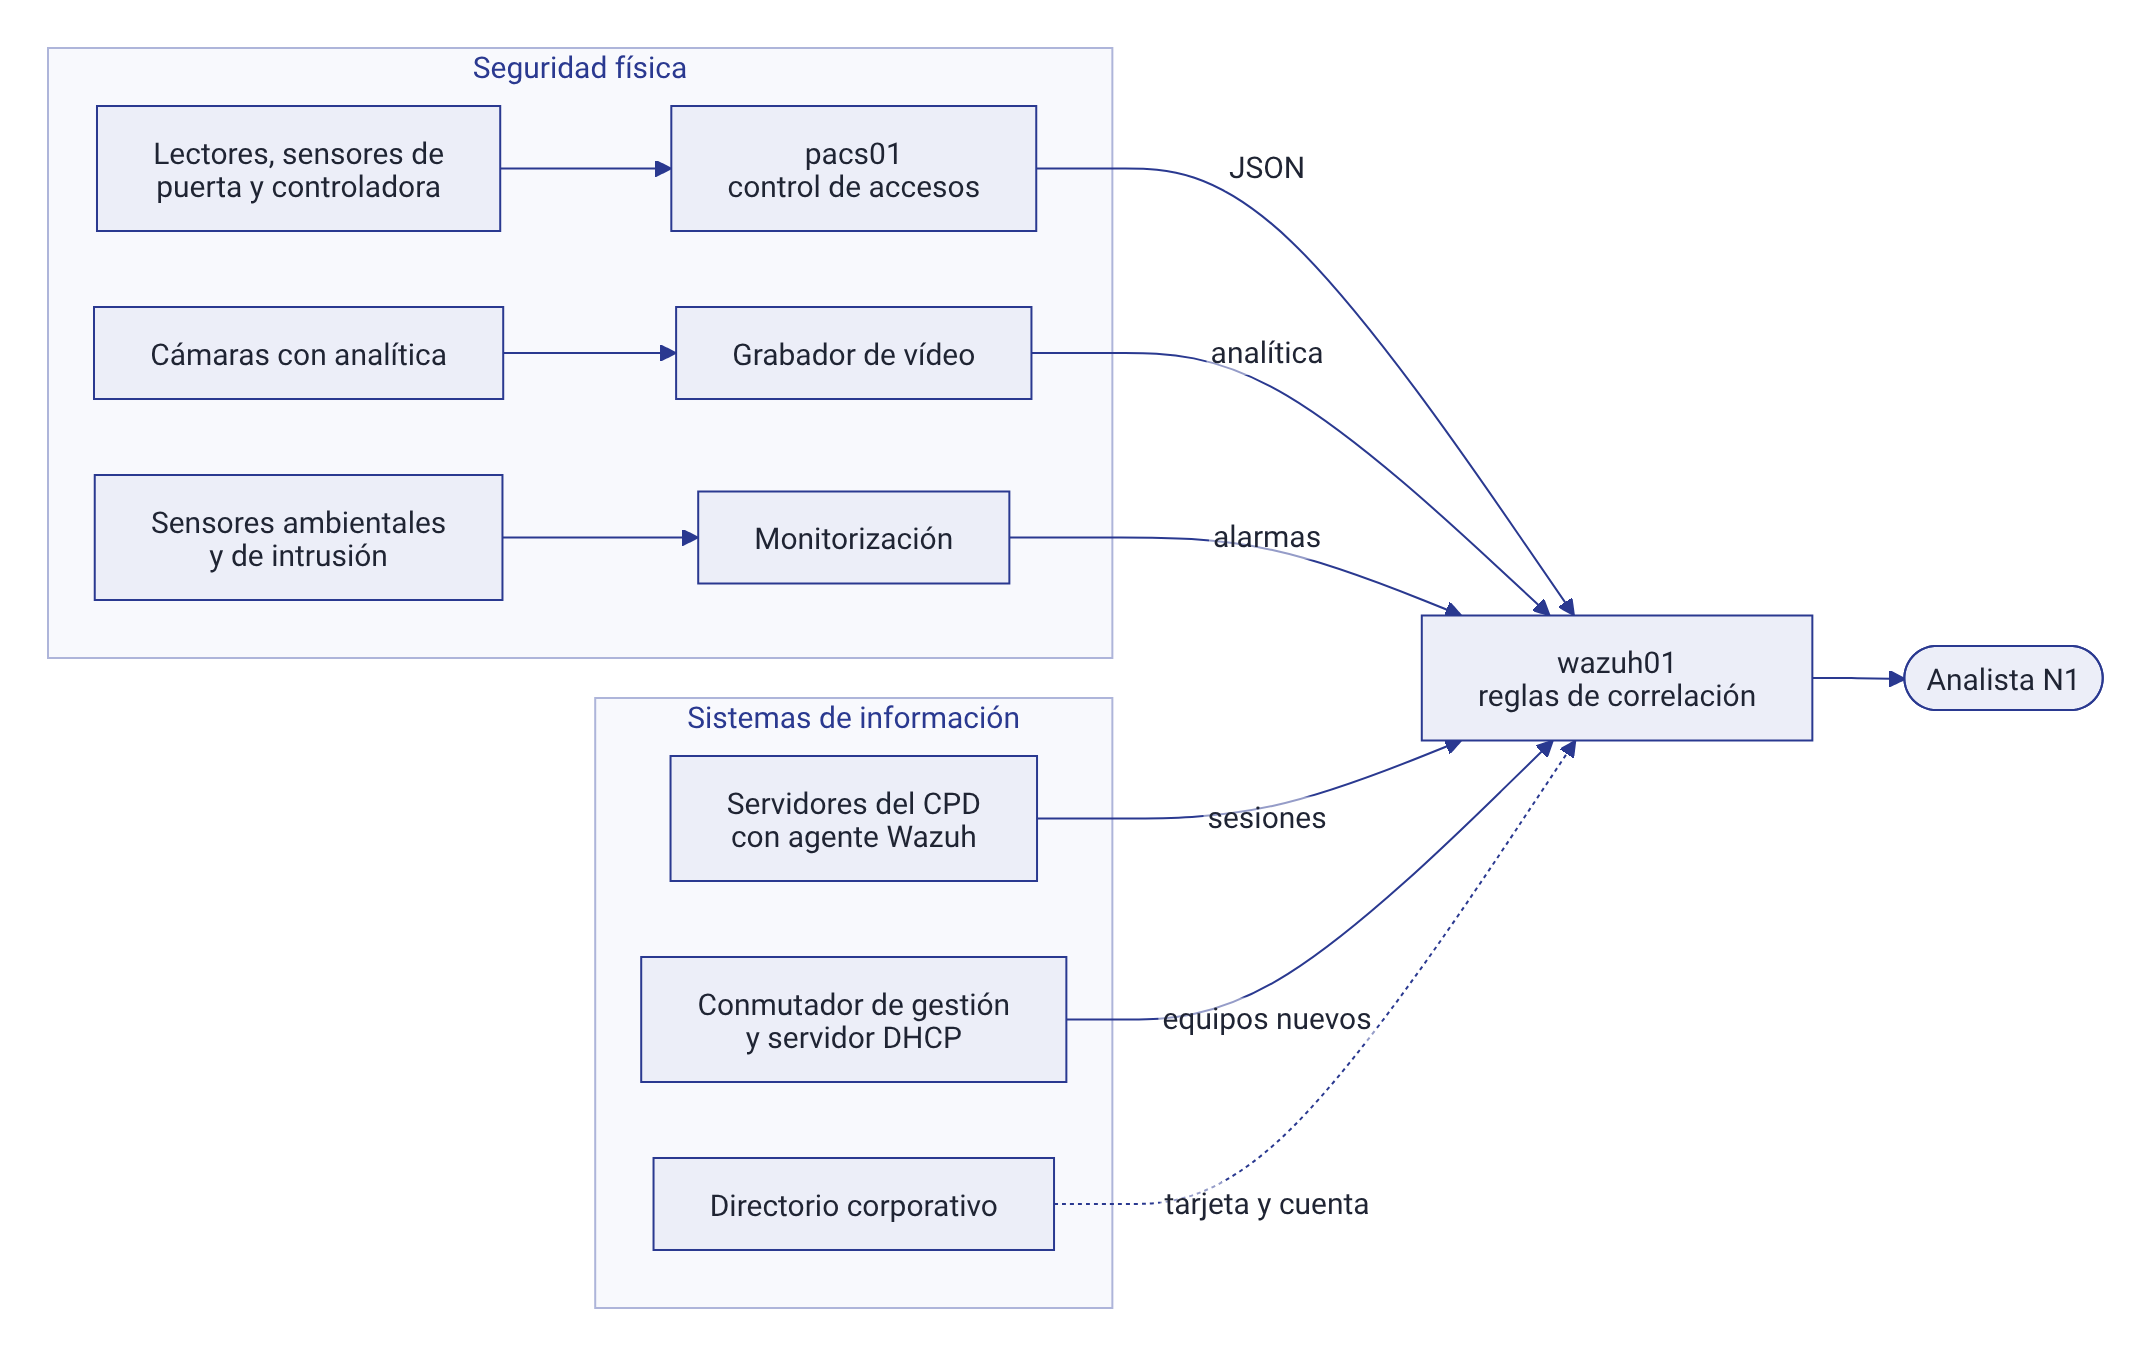 Seguridad física
Lectores, sensores de
puerta y controladora
pacs01
control de accesos
JSON
Cámaras con analítica
Grabador de vídeo
analítica
Sensores ambientales
y de intrusión
Monitorización
alarmas
wazuh01
reglas de correlación
Analista N1
Sistemas de información
Servidores del CPD
con agente Wazuh
sesiones
Conmutador de gestión
y servidor DHCP
equipos nuevos
Directorio corporativo
tarjeta y cuenta